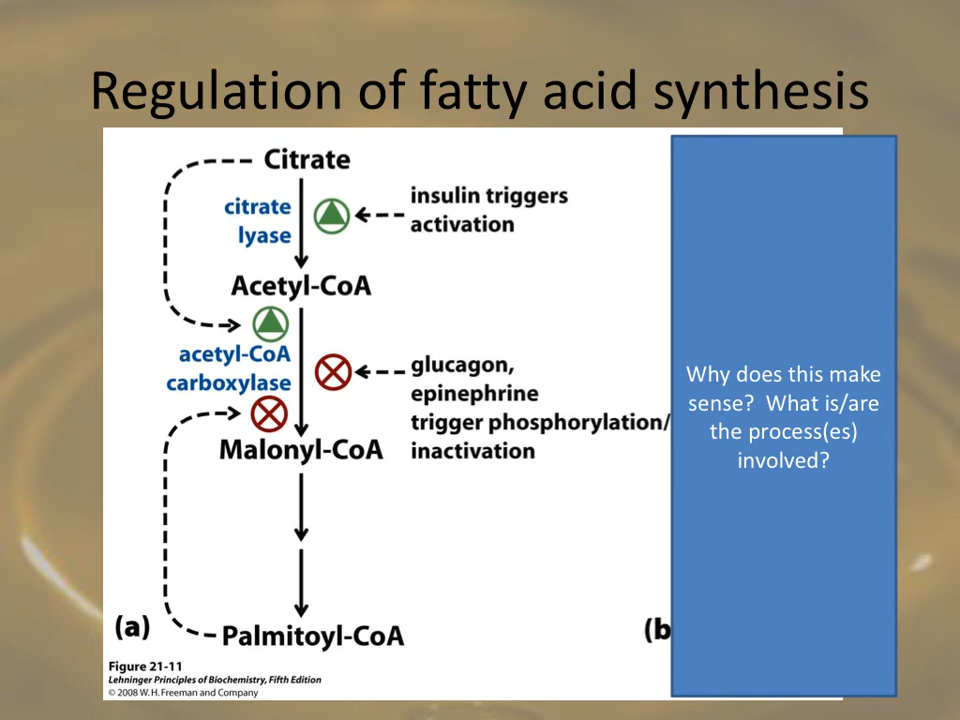 Regulation of fatty acid synthesis
Citrate
citrate
lyase
insulin triggers
activation
Acetyl-CoA
acetyl-CoA
carboxylase
glucagon,
epinephrine
trigger phosphorylation/
inactivation
Malonyl-CoA
Palmitoyl-CoA
(a)
(b
Figure 21-11
Lehninger Principles of Biochemistry, Fifth Edition
© 2008 W. H. Freeman and Company
Why does this make
sense? What is/are
the process(es)
involved?